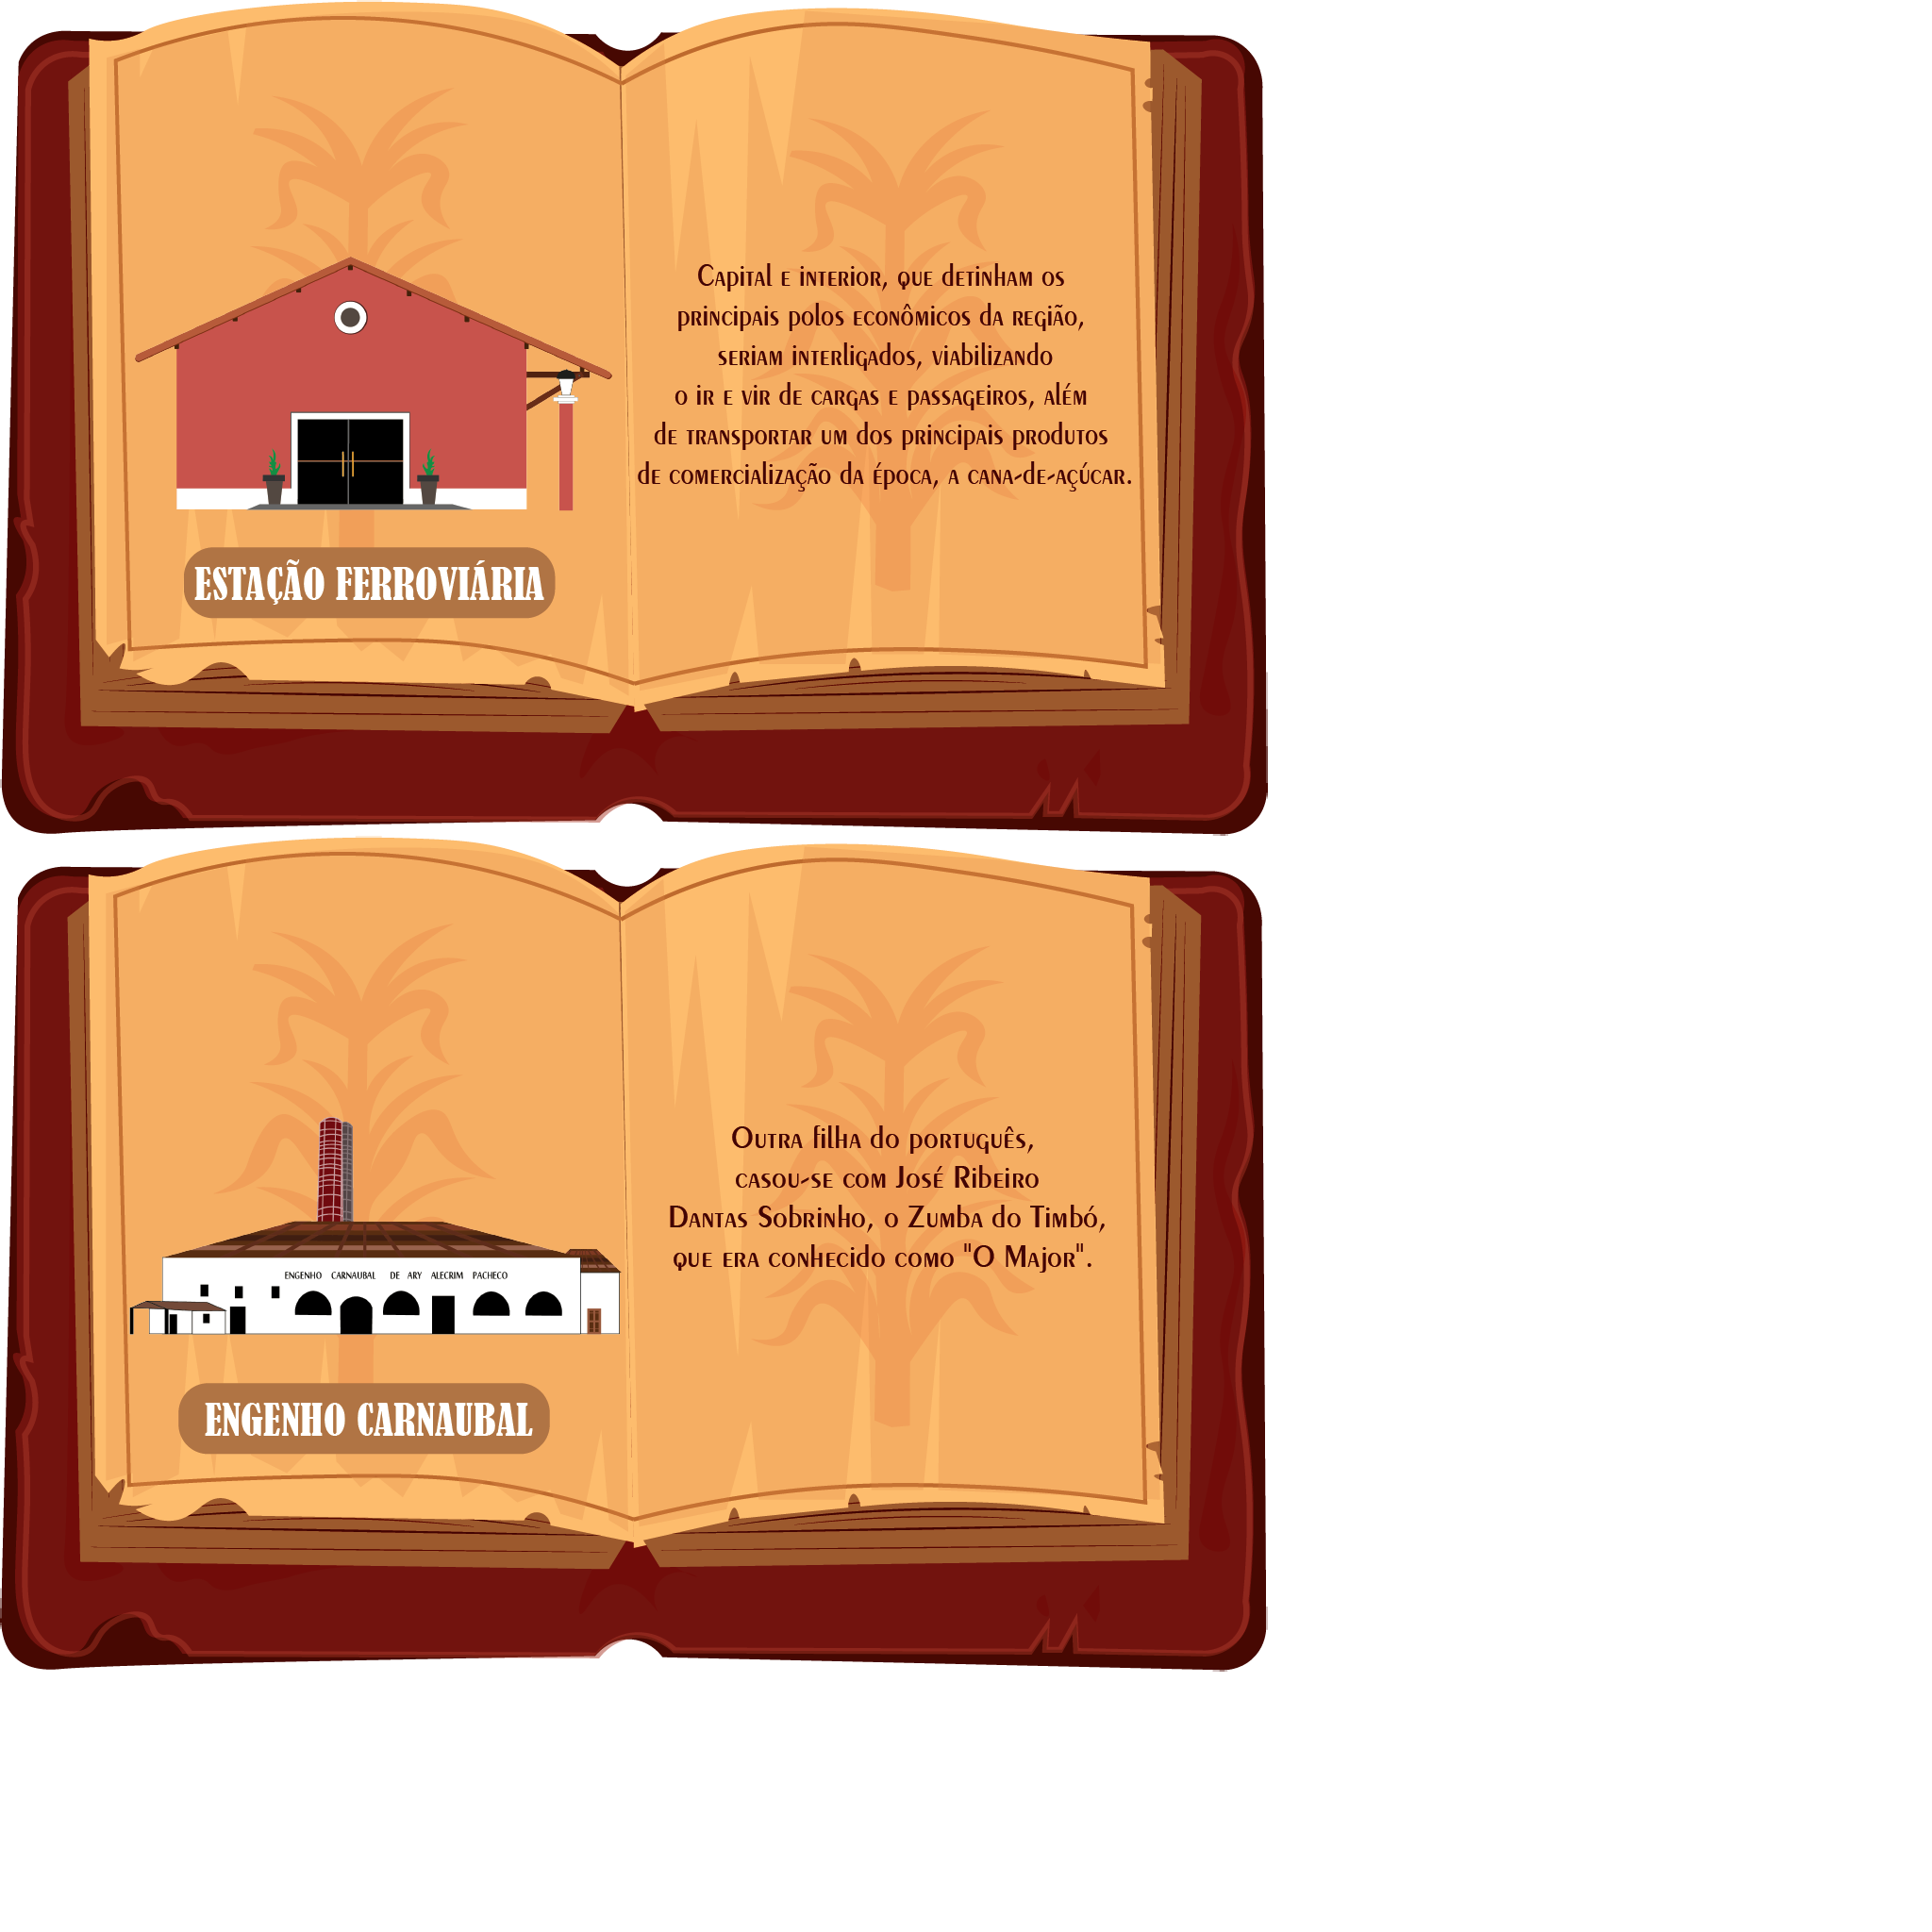 Capital e interior, que detinham os
principais polos econômicos da região,
seriam interligados, viabilizando
o ir e vir de cargas e passageiros, além
de transportar um dos principais produtos
de comercialização da época, a cana-de-açúcar.
ESTAÇÃO FERROVIÁRIA
Outra filha do português,
casou-se com José Ribeiro
Dantas Sobrinho, o Zumba do Timbó,
que era conhecido como "O Major".
ENGENHO CARNAUBAL DE ARY ALECRIM PACHECO
ENGENHO CARNAUBAL